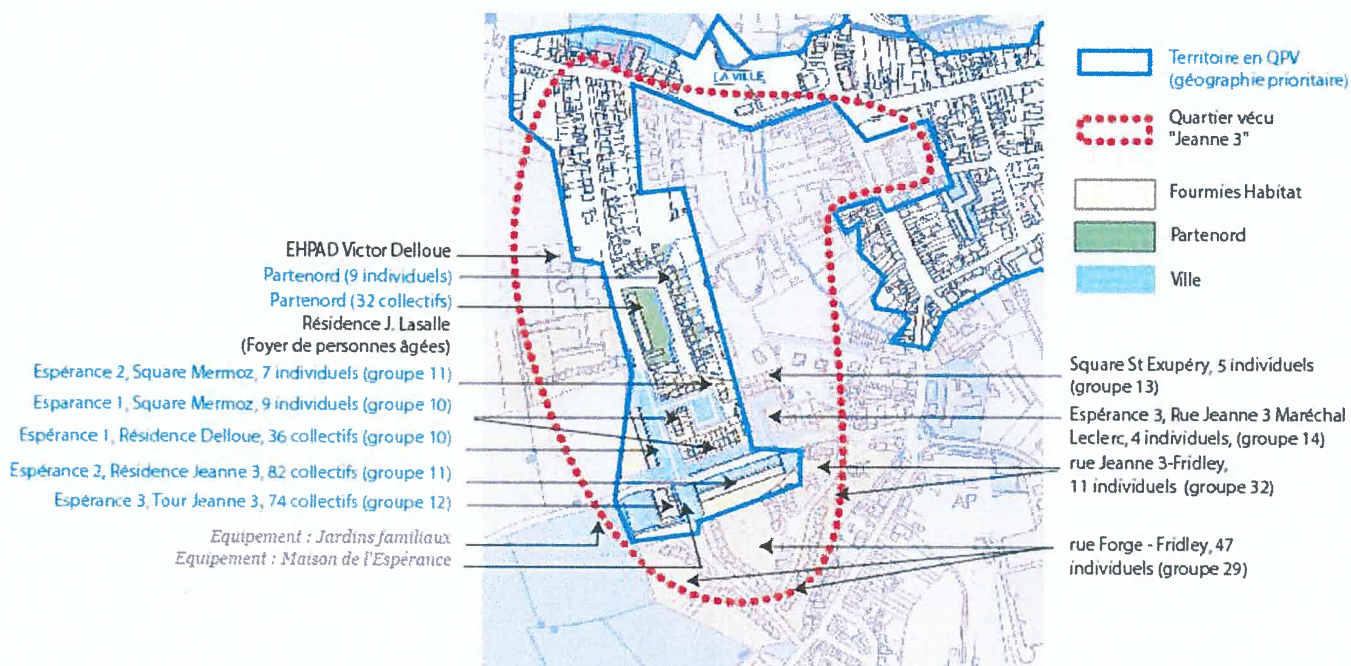 LA VILLE
Territoire en QPV
(géographie prioritaire)
Quartier vécu
"Jeanne 3"
Fourmies Habitat
Partenord
Ville
EHPAD Victor Delloue
Partenord (9 individuels)
Partenord (32 collectifs)
Résidence J. Lasalle
(Foyer de personnes âgées)
Espérance 2, Square Mermoz, 7 individuels (groupe 11)
Esparance 1, Square Mermoz, 9 individuels (groupe 10)
Espérance 1, Résidence Delloue, 36 collectifs (groupe 10)
Espérance 2, Résidence Jeanne 3, 82 collectifs (groupe 11)
Espérance 3, Tour Jeanne 3, 74 collectifs (groupe 12)
Equipement : Jardins familiaux
Equipement : Maison de l'Espérance
Square St Exupéry, 5 individuels
(groupe 13)
Espérance 3, Rue Jeanne 3 Maréchal
Leclerc, 4 individuels, (groupe 14)
rue Jeanne 3-Fridley,
11 individuels (groupe 32)
AP
rue Forge - Fridley, 47
individuels (groupe 29)